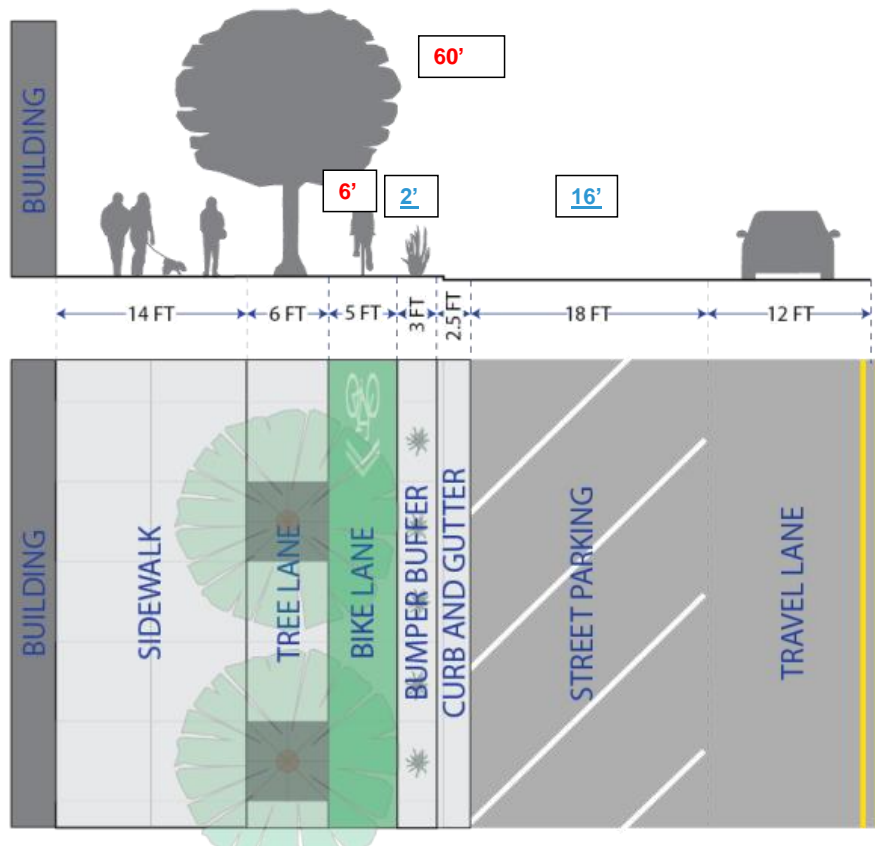 60’
BUILDING
6’
2’
16’
14 FT
6 FT
5 FT
3 FT
2.5 FT
18 FT
12 FT
BUILDING
SIDEWALK
TREE LANE
BIKE LANE
BUMPER BUFFER
CURB AND GUTTER
STREET PARKING
TRAVEL LANE